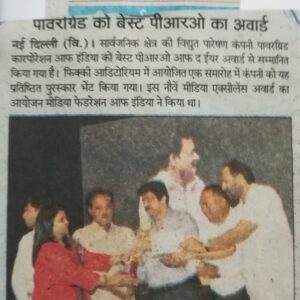 पावरग्रिड को बेस्ट पीआरओ का अवार्ड
नई दिल्ली (वि.)। सार्वजनिक क्षेत्र की विद्युत पारेषण कंपनी पावरग्रिड
कारपोरेशन आफ इंडिया को बेस्ट पीआरओ आफ द ईयर अवार्ड से सम्मानित
किया गया है। फिक्की आडिटोरियम में आयोजित एक समारोह में कंपनी को यह
प्रतिष्ठित पुरस्कार भेंट किया गया। इस नौवें मीडिया एक्सीलेंस अवार्ड का
आयोजन मीडिया फेडरेशन आफ इंडिया ने किया था।